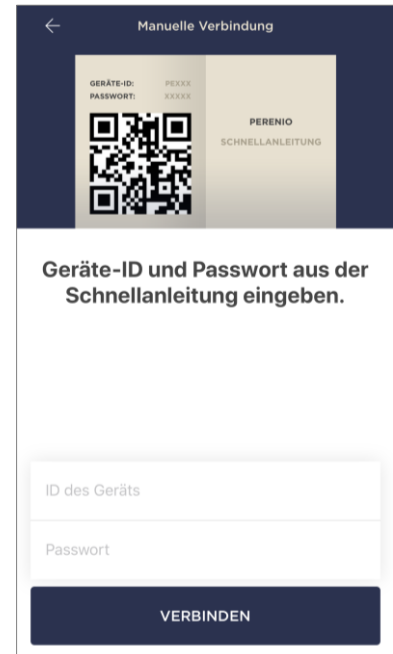 Manuelle Verbindung
GERÄTE-ID: PEXXX
PASSWORT: XXXXX
PERENIO
SCHNELLANLEITUNG
Geräte-ID und Passwort aus der
Schnellanleitung eingeben.
ID des Geräts
Passwort
VERBINDEN